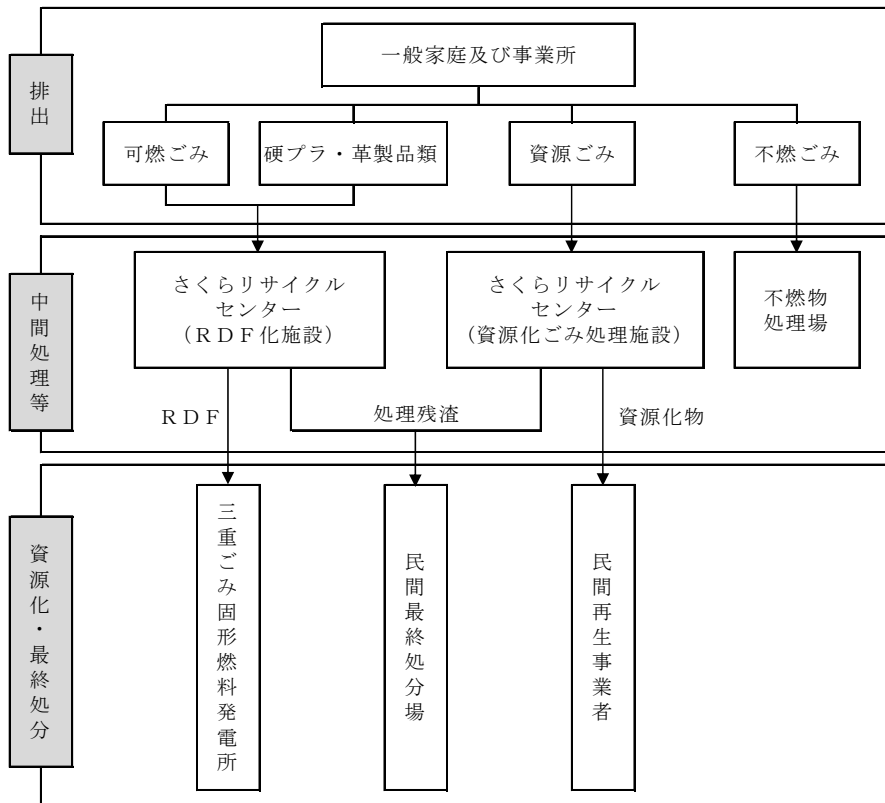 一般家庭及び事業所
排出
可燃ごみ
硬プラ・革製品類
資源ごみ
不燃ごみ
中間処理等
さくらリサイクル
センター
（ＲＤＦ化施設）
さくらリサイクル
センター
（資源化ごみ処理施設）
不燃物
処理場
ＲＤＦ
処理残渣
資源化物
資源化・最終処分
三重ごみ固形燃料発電所
民間最終処分場
民間再生事業者